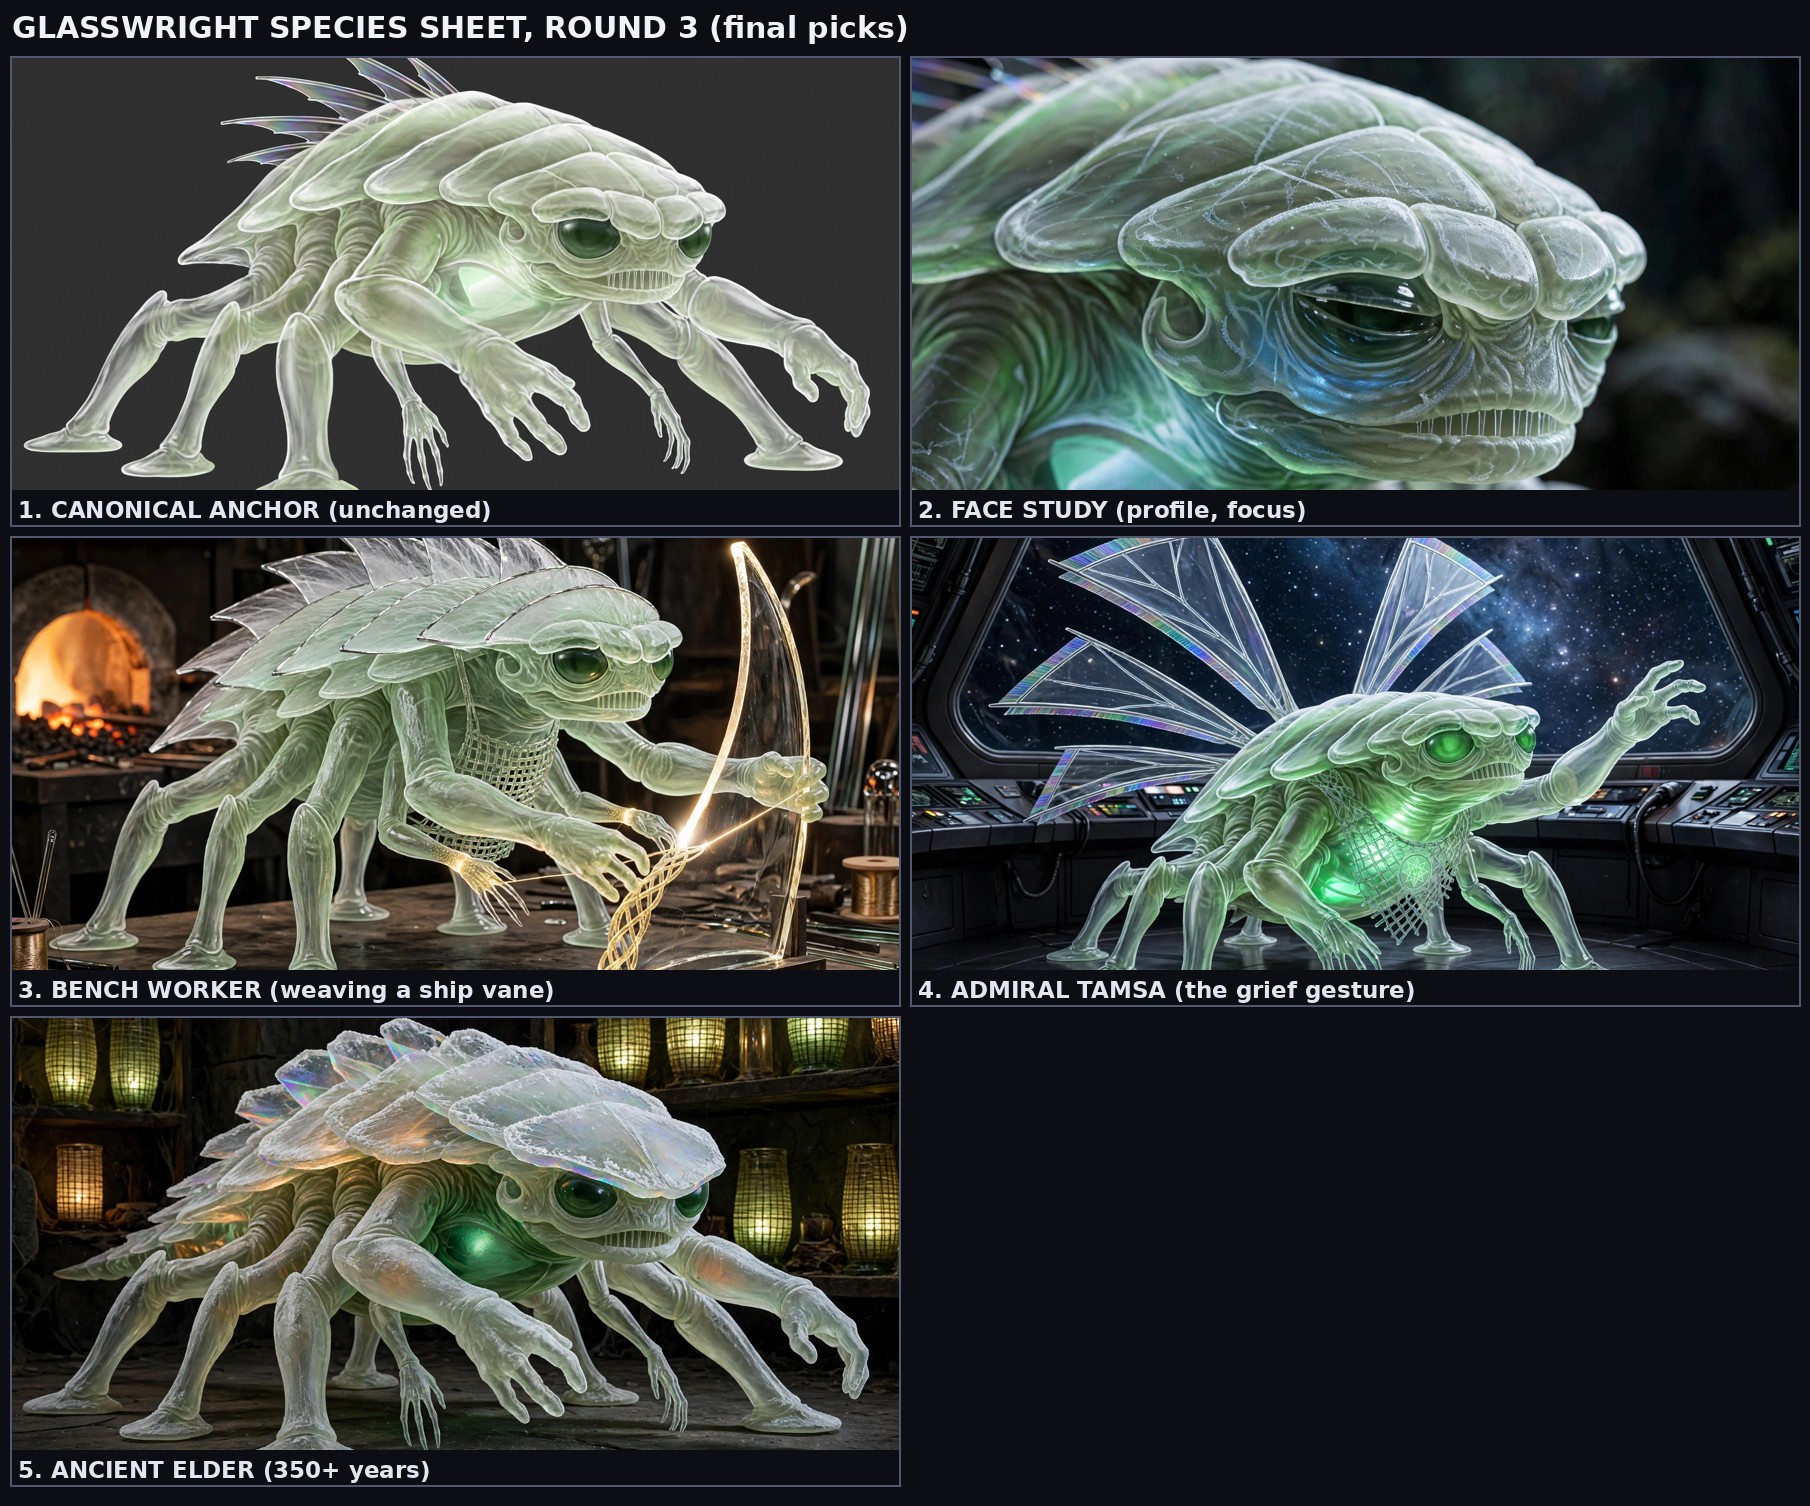 GLASSWRIGHT SPECIES SHEET, ROUND 3 (final picks)
1. CANONICAL ANCHOR (unchanged)
2. FACE STUDY (profile, focus)
3. BENCH WORKER (weaving a ship vane)
4. ADMIRAL TAMSA (the grief gesture)
5. ANCIENT ELDER (350+ years)